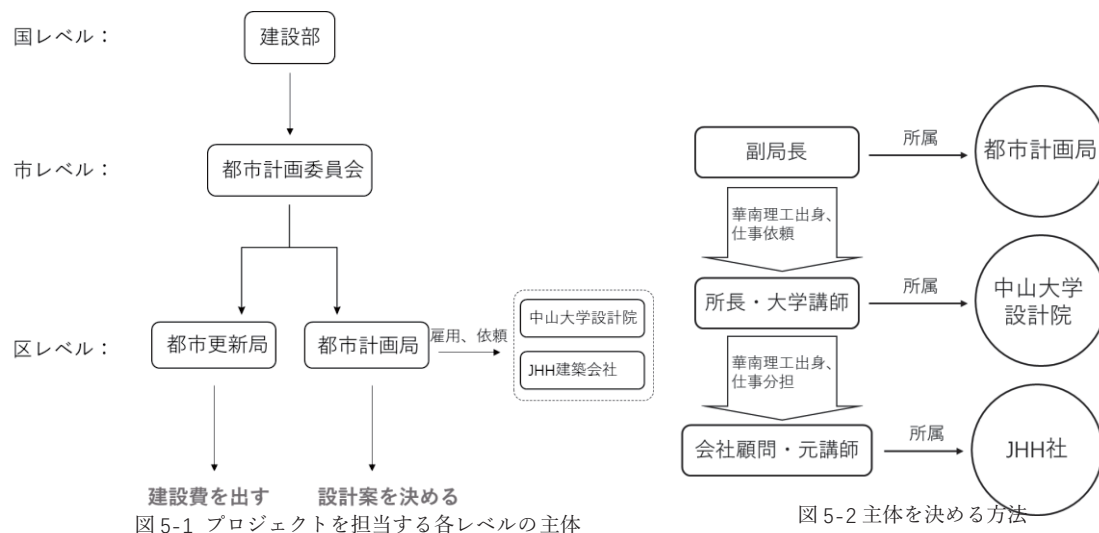 国レベル：
建設部
市レベル：
都市計画委員会
区レベル：
都市更新局
都市計画局
雇用、依頼
中山大学設計院
JHH建築会社
建設費を出す
設計案を決める
図 5-1 プロジェクトを担当する各レベルの主体
副局長
所属
都市計画局
華南理工出身、
仕事依頼
所長・大学講師
所属
中山大学
設計院
華南理工出身、
仕事分担
会社顧問・元講師
所属
JHH社
図 5-2 主体を決める方法